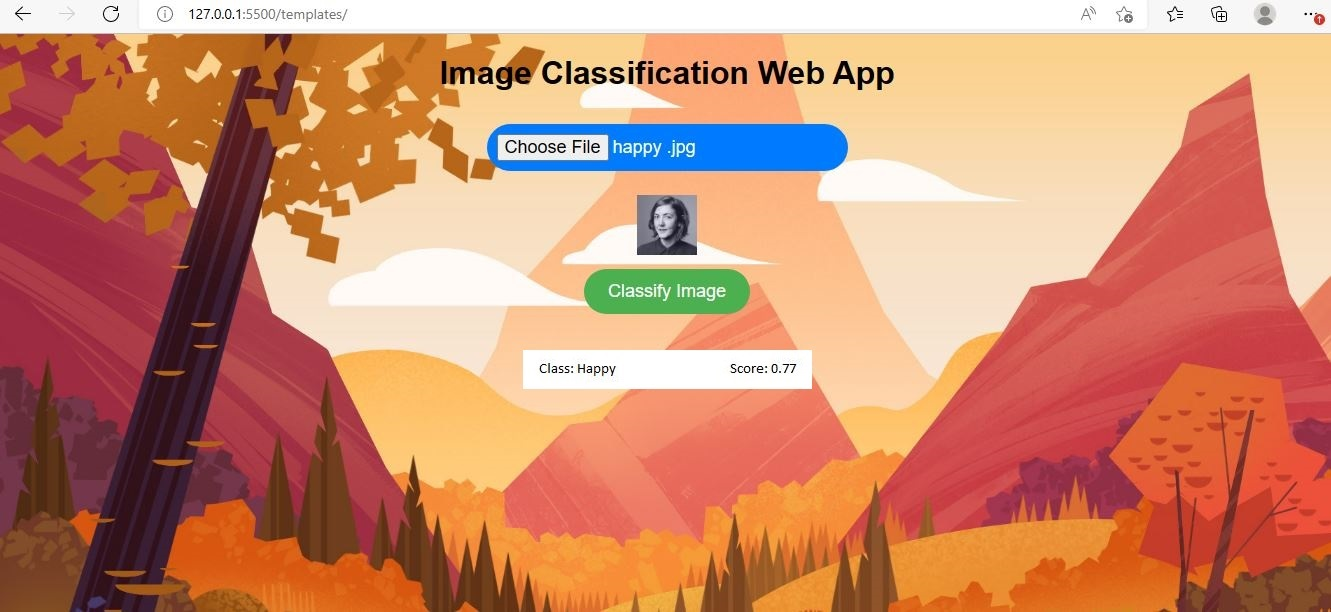 127.0.0.1:5500/templates/
Image Classification Web App
Choose File happy .jpg
Classify Image
Class: Happy Score: 0.77